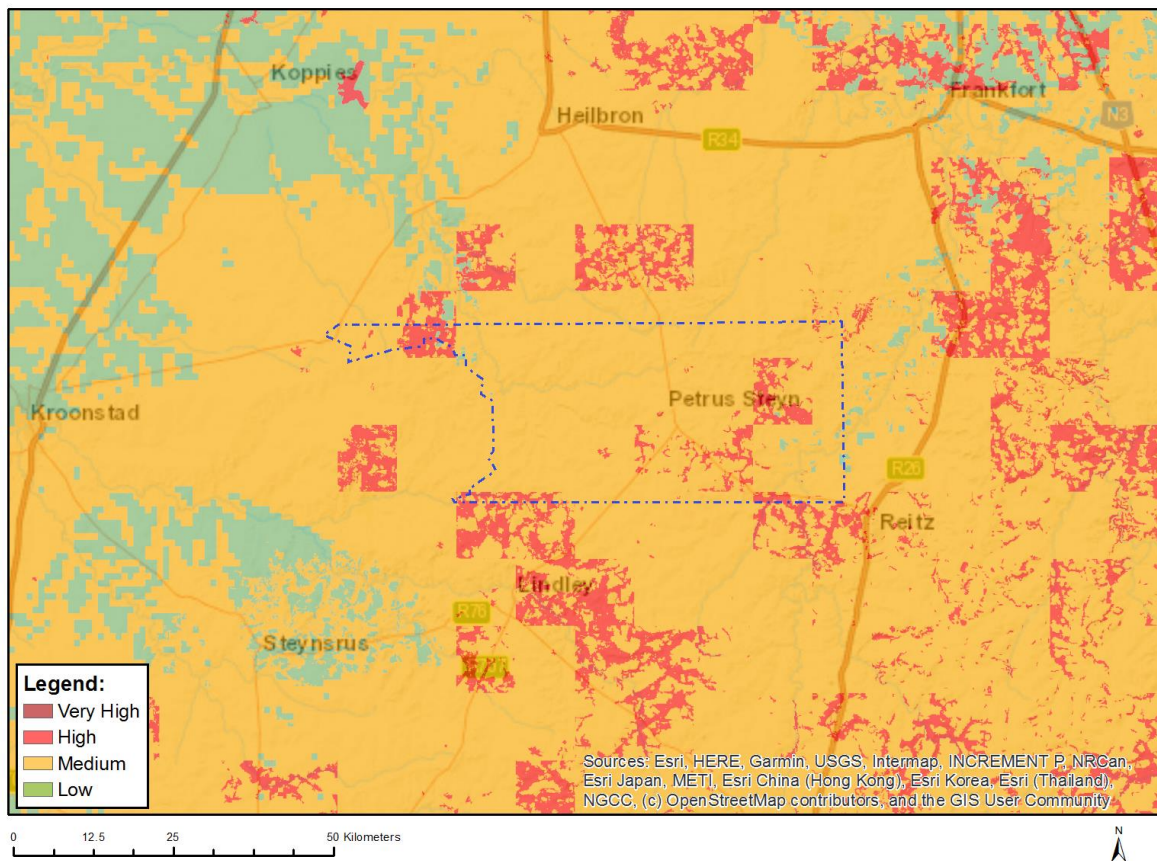 Koppies
Heilbron
Frankfort
N3
R34
Kroonstad
Petrus Steyn
R26
Reitz
Lindley
R76
Steynsrus
Legend:
Very High
High
Medium
Low
Sources: Esri, HERE, Garmin, USGS, Intermap, INCREMENT P, NRCan,
Esri Japan, METI, Esri China (Hong Kong), Esri Korea, Esri (Thailand),
NGCC, (c) OpenStreetMap contributors, and the GIS User Community
0 12.5 25 50 Kilometers
N